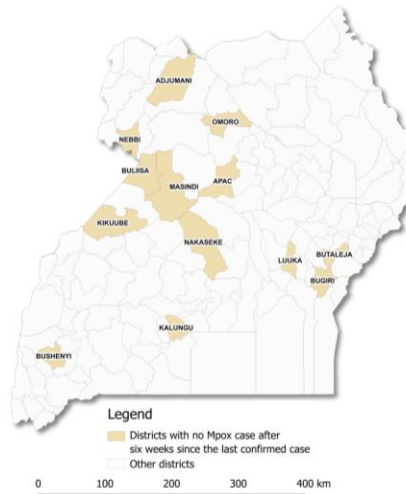 ADJUMANI
OMORO
NEBBI
BULIISA
MASINDI
APAC
KIKUUBE
NAKASEKE
LUUKA
BUTALEJA
BUGIRI
KALUNGU
BUSHENYI
Legend
Districts with no Mpox case after
six weeks since the last confirmed case
Other districts
0 100 200 300 400 km